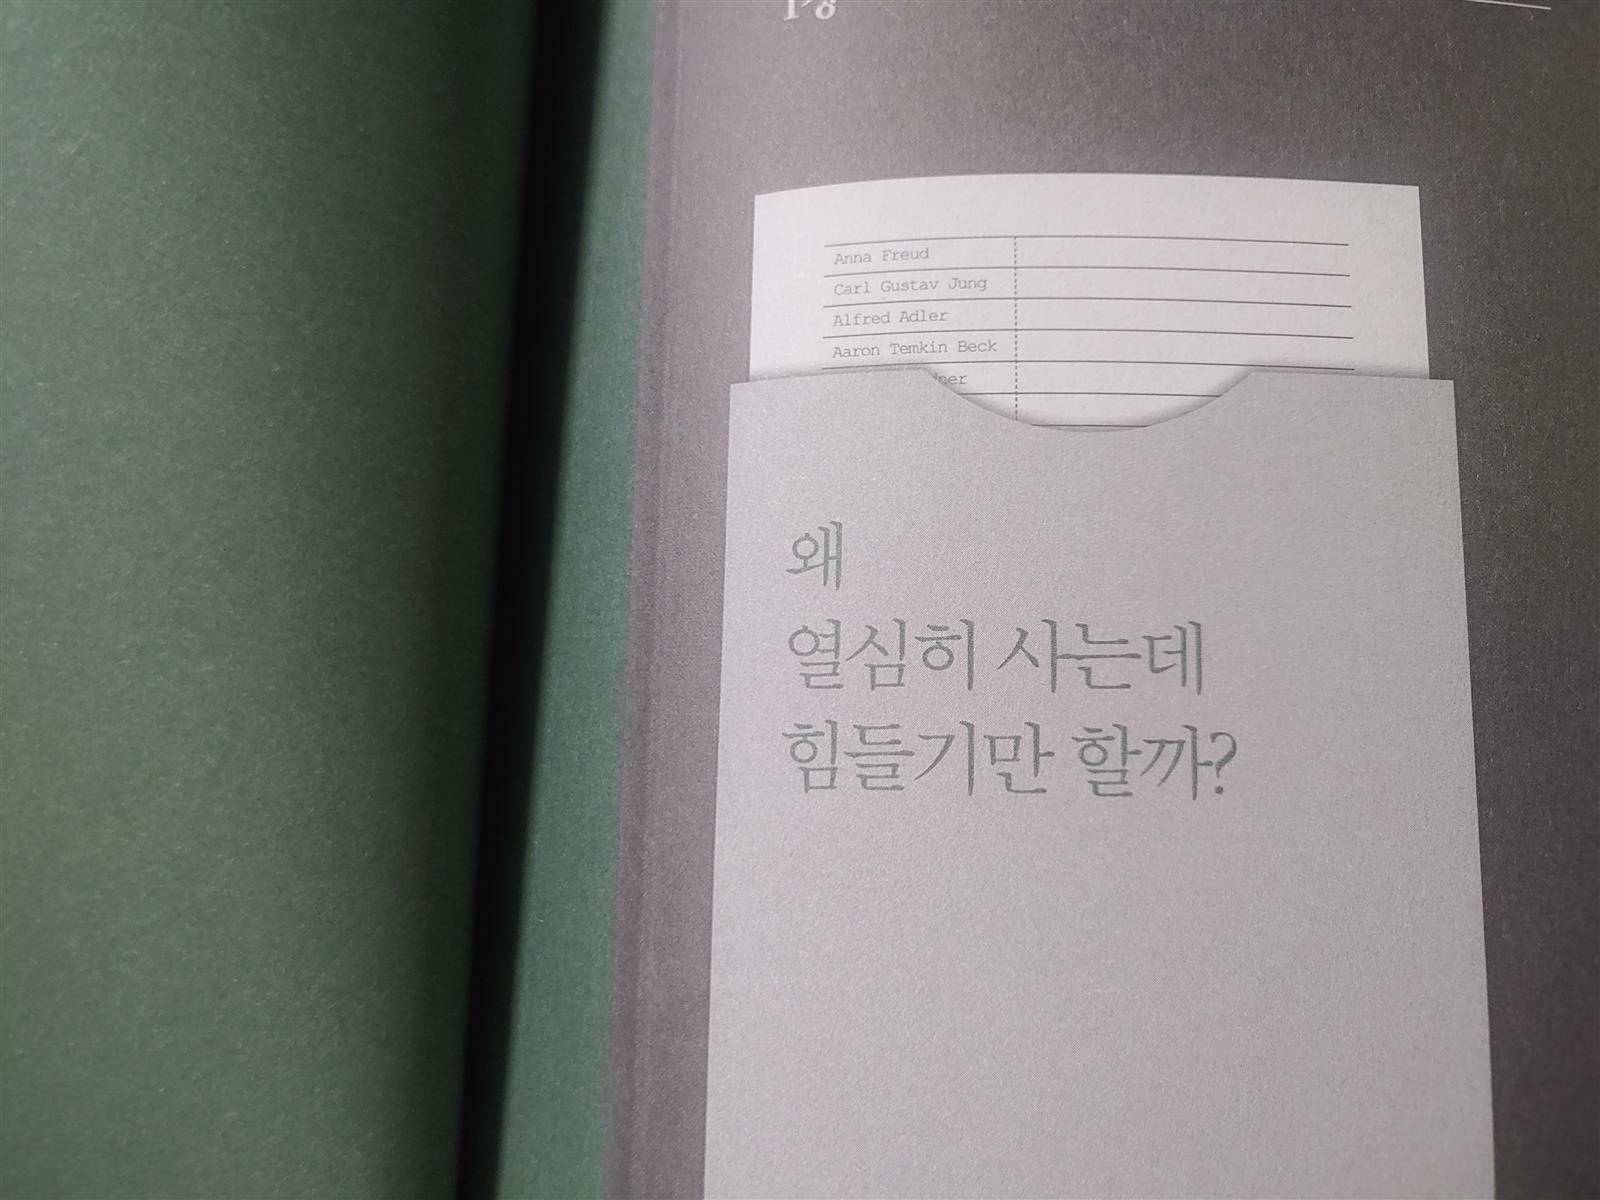 Anna Freud
Carl Gustav Jung
Alfred Adler
Aaron Temkin Beck
왜
열심히 사는데
힘들기만 할까?